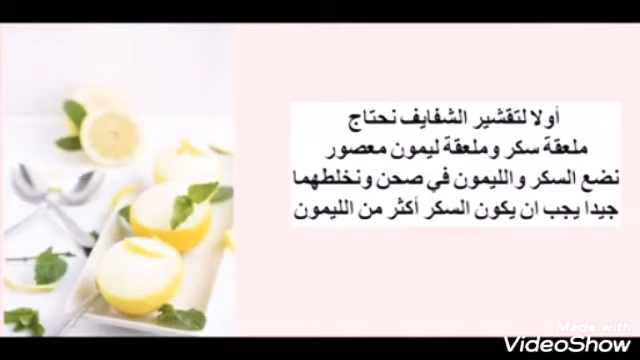 أولا لتقشير الشفايف نحتاج
ملعقة سكر وملعقة ليمون معصور
نضع السكر والليمون في صحن ونخلطهما
جيدا يجب ان يكون السكر أكثر من الليمون
Made with
VideoShow